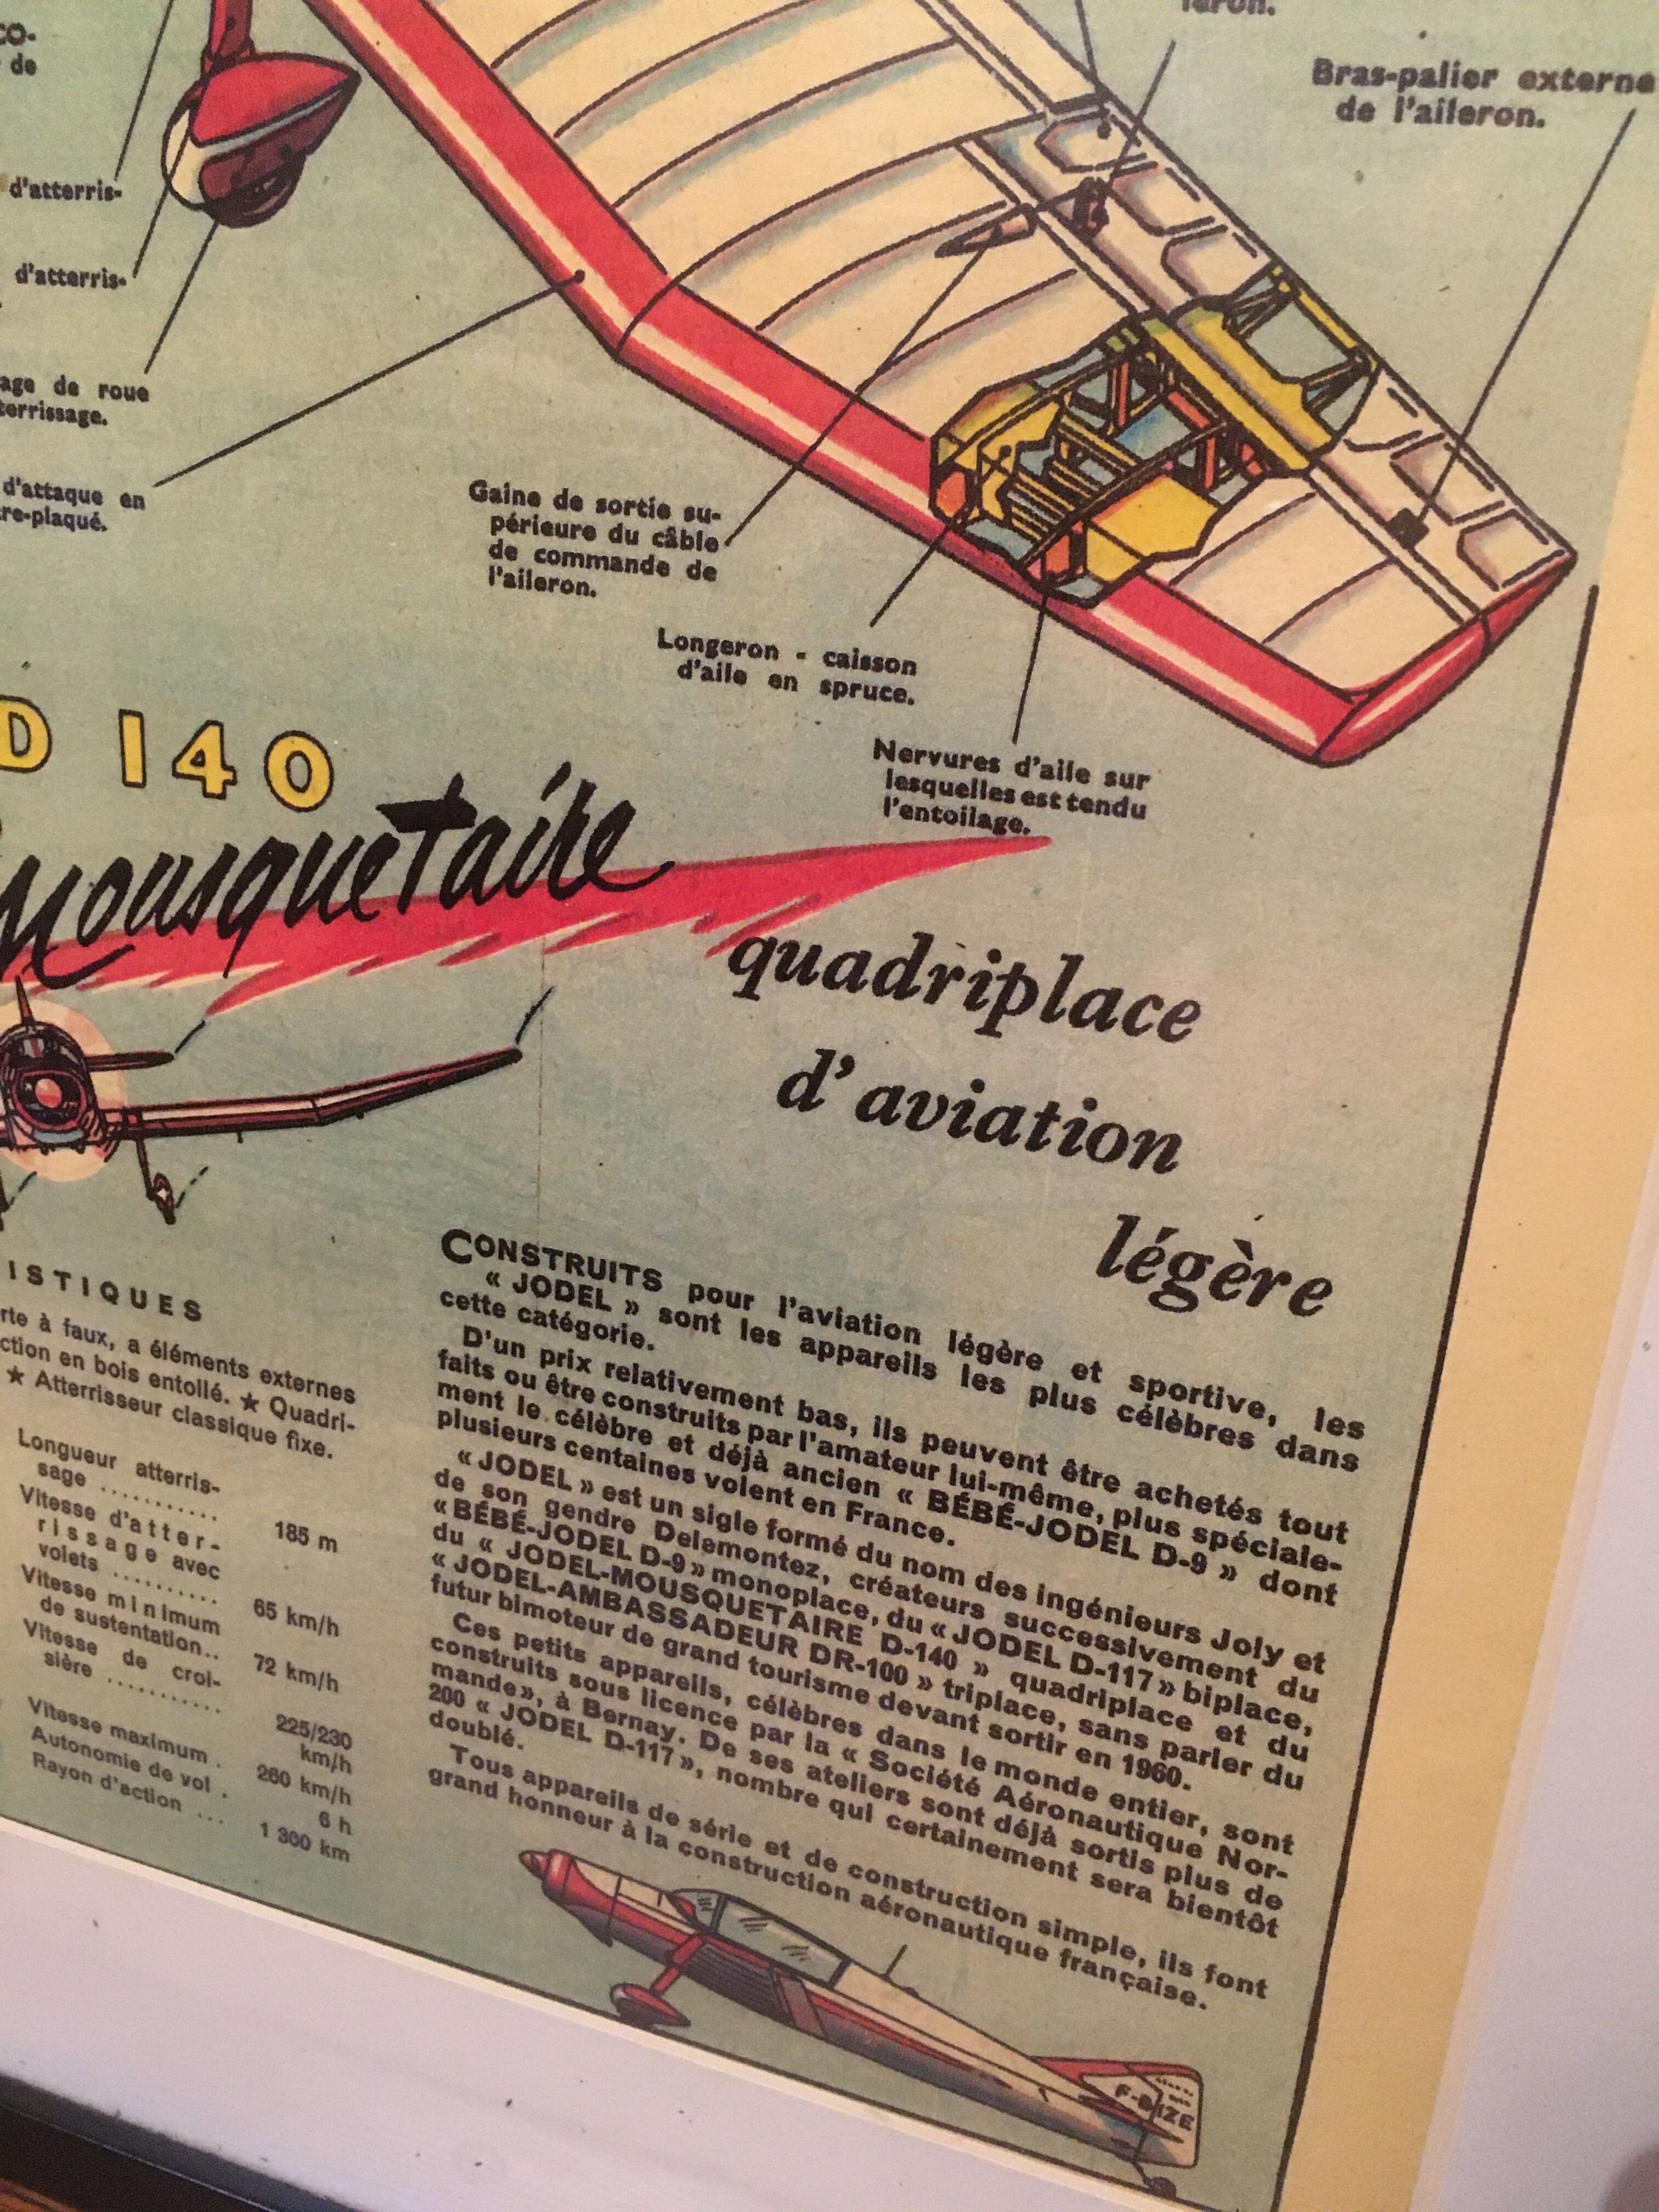 Bras-palier externe
de l'aileron.
d'atterris-
d'atterris-
age de roue
terrissage.
d'attaque en
re-plaqué.
Gaine de sortie su-
périeure du câble
de commande de
l'aileron.
Longeron - caisson
d'aile en spruce.
Nervures d'aile sur
lesquelles est tendu
l'entoilage.
D 140
Mousquetaire
quadriplace
d'aviation
légère
ISTIQUES
rte à faux, a éléments externes
ction en bois entoilé. ★ Quadri-
★ Atterrisseur classique fixe.
Longueur atterris-
sage .......... 185 m
Vitesse d'atter-
rissage avec
volets ......... 65 km/h
Vitesse minimum
de sustentation.. 72 km/h
Vitesse de croi-
sière .......... 225/230
km/h
Vitesse maximum . 260 km/h
Autonomie de vol . 6 h
Rayon d'action ... 1 300 km
CONSTRUITS pour l'aviation légère et sportive, les
« JODEL » sont les appareils les plus célèbres dans
cette catégorie.
D'un prix relativement bas, ils peuvent être achetés tout
faits ou être construits par l'amateur lui-même, plus spéciale-
ment le célèbre et déjà ancien « BÉBÉ-JODEL D-9 » dont
plusieurs centaines volent en France.
« JODEL » est un sigle formé du nom des ingénieurs Joly et
de son gendre Delemontez, créateurs successivement du
« BÉBÉ-JODEL D-9 » monoplace, du « JODEL D-117 » biplace,
du « JODEL-MOUSQUETAIRE D-140 » quadriplace et du
« JODEL-AMBASSADEUR DR-100 » triplace, sans parler du
futur bimoteur de grand tourisme devant sortir en 1960.
Ces petits appareils, célèbres dans le monde entier, sont
construits sous licence par la « Société Aéronautique Nor-
mande», à Bernay. De ses ateliers sont déjà sortis plus de
200 « JODEL D-117 », nombre qui certainement sera bientôt
doublé.
Tous appareils de série et de construction simple, ils font
grand honneur à la construction aéronautique française.